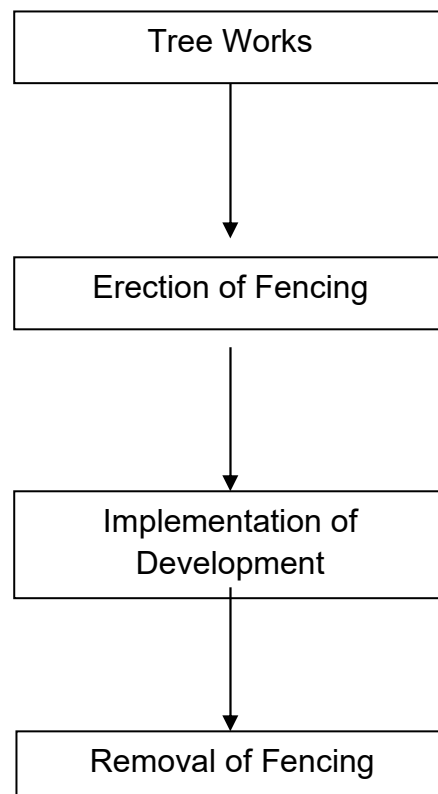 Tree Works
Erection of Fencing
Implementation of
Development
Removal of Fencing